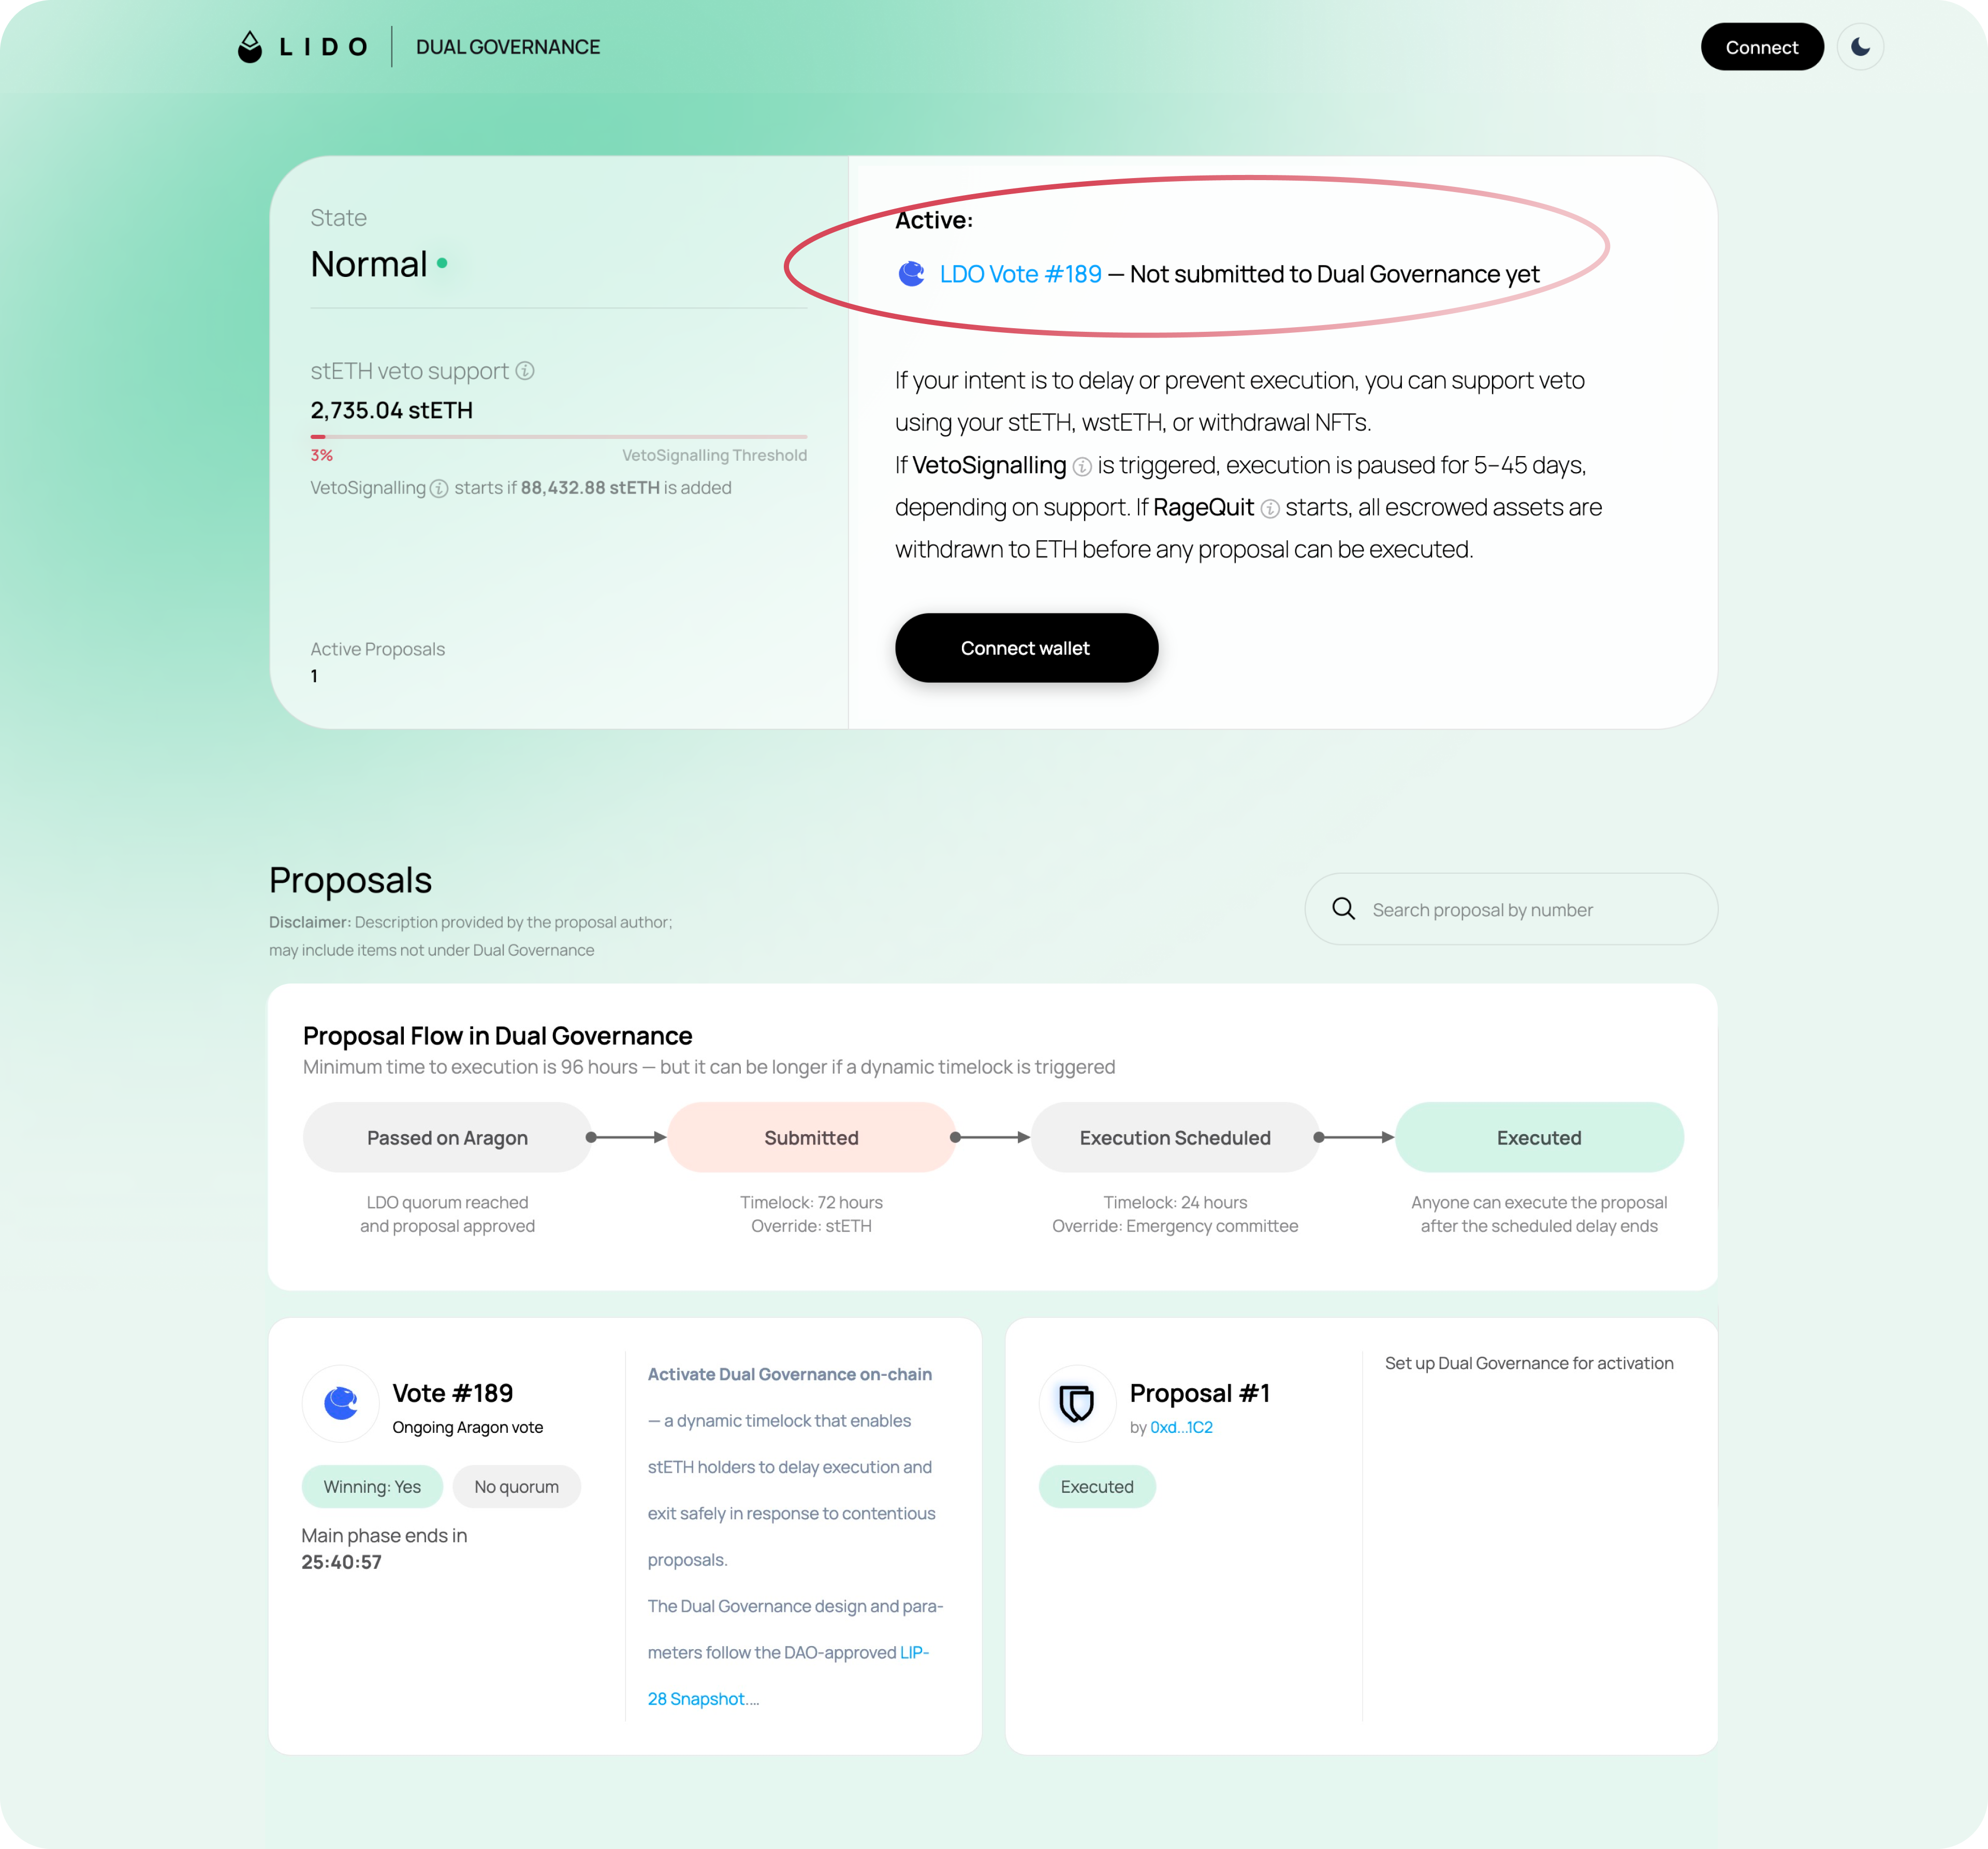 LIDO
DUAL GOVERNANCE
Connect
State
Normal
stETH veto support
2,735.04 stETH
3%
VetoSignalling Threshold
VetoSignalling starts if 88,432.88 stETH is added
Active Proposals
1
Active:
LDO Vote #189 — Not submitted to Dual Governance yet
If your intent is to delay or prevent execution, you can support veto
using your stETH, wstETH, or withdrawal NFTs.
If VetoSignalling is triggered, execution is paused for 5–45 days,
depending on support. If RageQuit starts, all escrowed assets are
withdrawn to ETH before any proposal can be executed.
Connect wallet
Proposals
Disclaimer: Description provided by the proposal author;
may include items not under Dual Governance
Search proposal by number
Proposal Flow in Dual Governance
Minimum time to execution is 96 hours — but it can be longer if a dynamic timelock is triggered
Passed on Aragon
LDO quorum reached
and proposal approved
Submitted
Timelock: 72 hours
Override: stETH
Execution Scheduled
Timelock: 24 hours
Override: Emergency committee
Executed
Anyone can execute the proposal
after the scheduled delay ends
Vote #189
Ongoing Aragon vote
Winning: Yes
No quorum
Main phase ends in
25:40:57
Activate Dual Governance on-chain
— a dynamic timelock that enables
stETH holders to delay execution and
exit safely in response to contentious
proposals.
The Dual Governance design and para-
meters follow the DAO-approved LIP-
28 Snapshot....
Proposal #1
by 0xd...1C2
Executed
Set up Dual Governance for activation